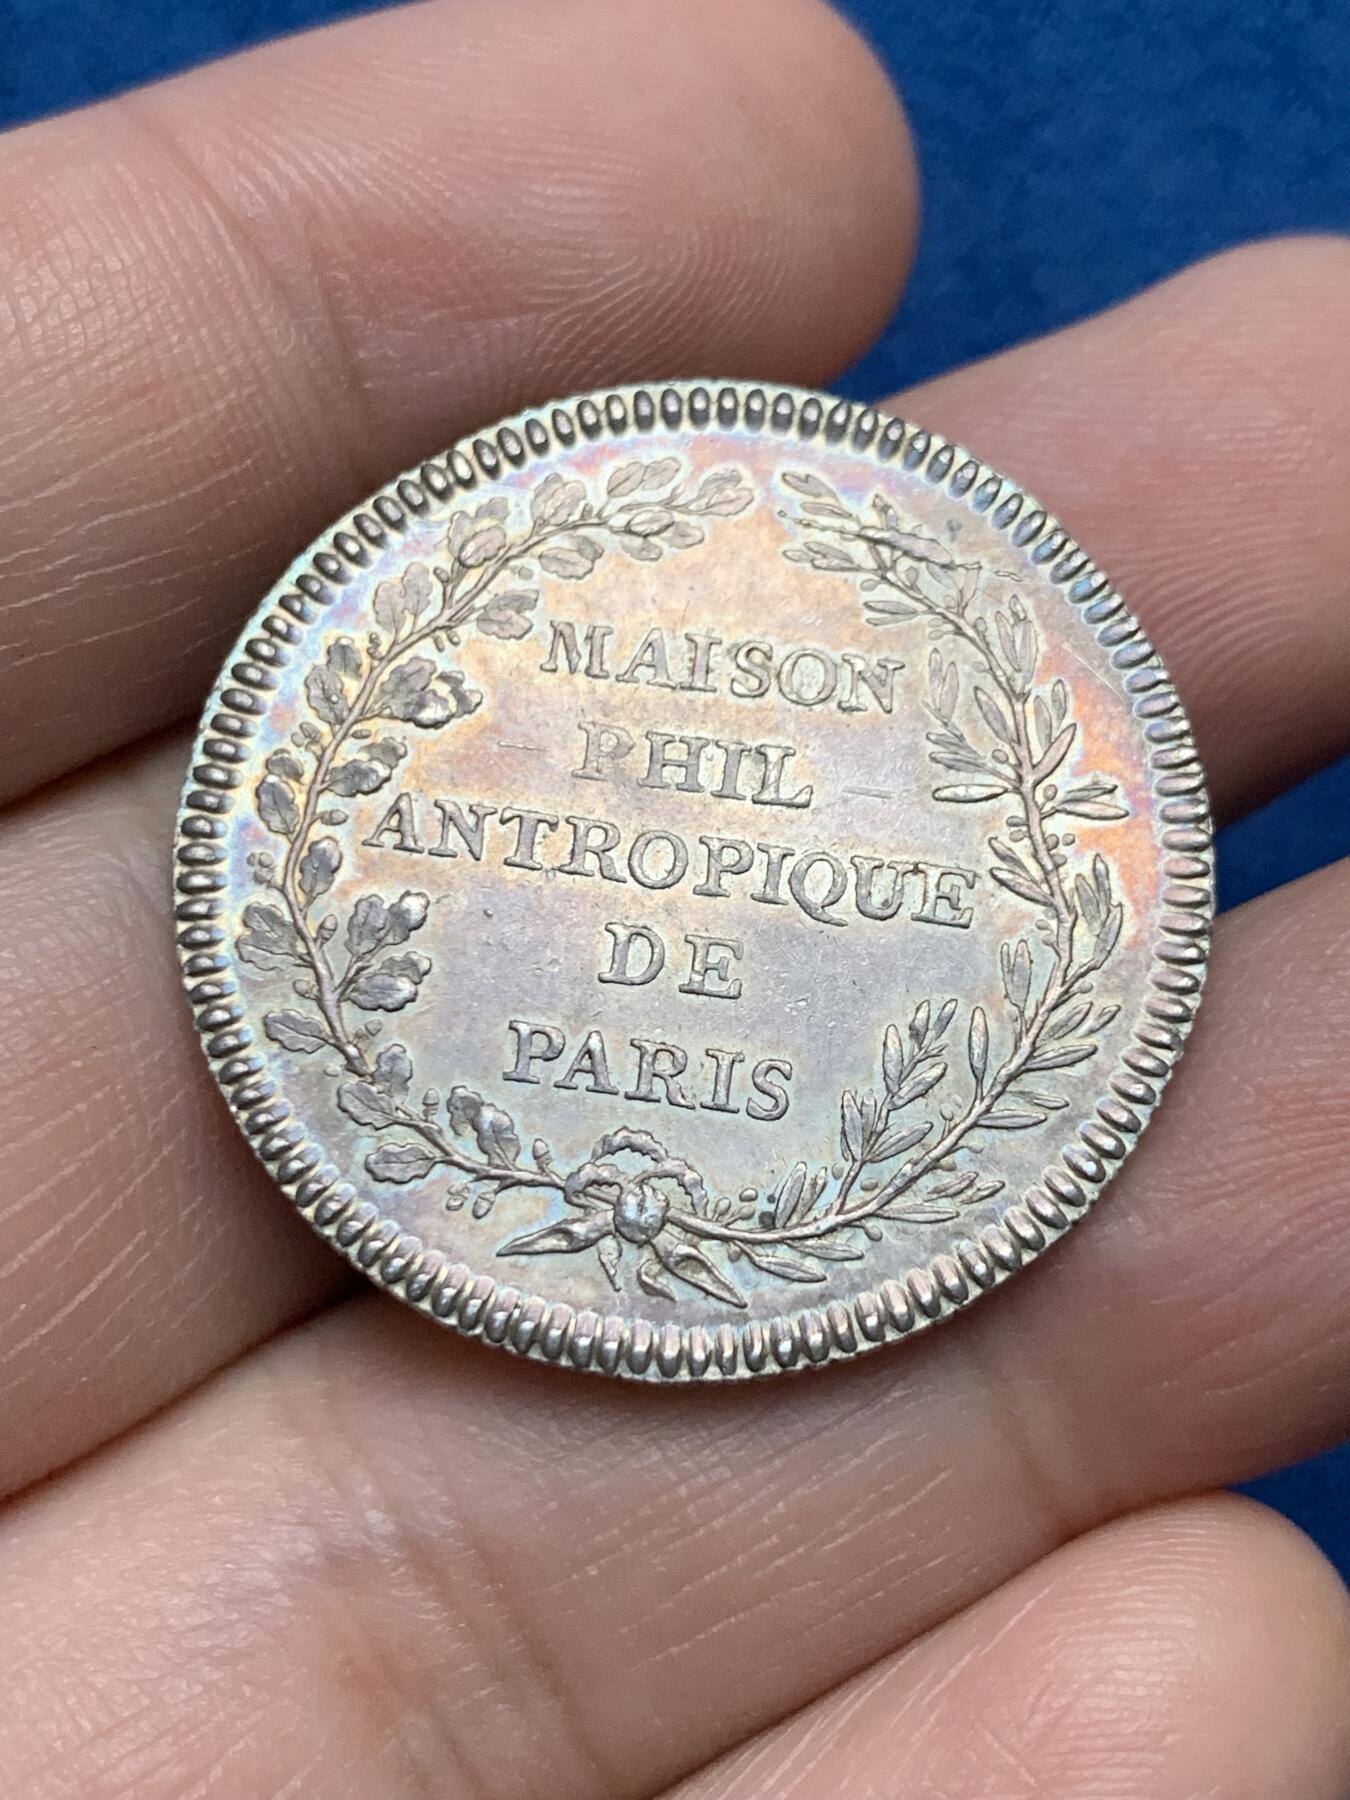 MAISON
— PHIL —
ANTROPIQUE
DE
PARIS